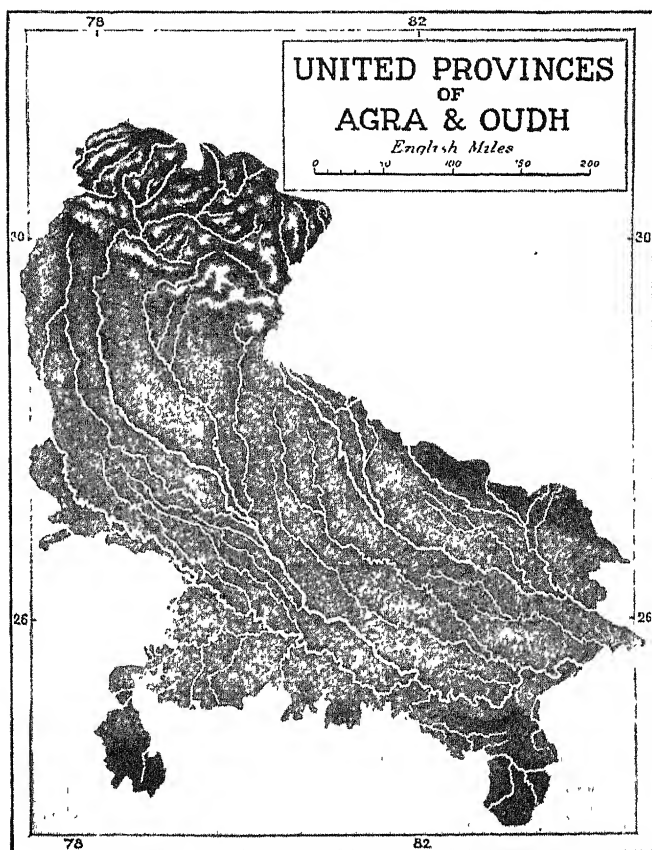 78 82
UNITED PROVINCES
OF
AGRA & OUDH
English Miles
0 100 150 200
30 30
26 26
78 82